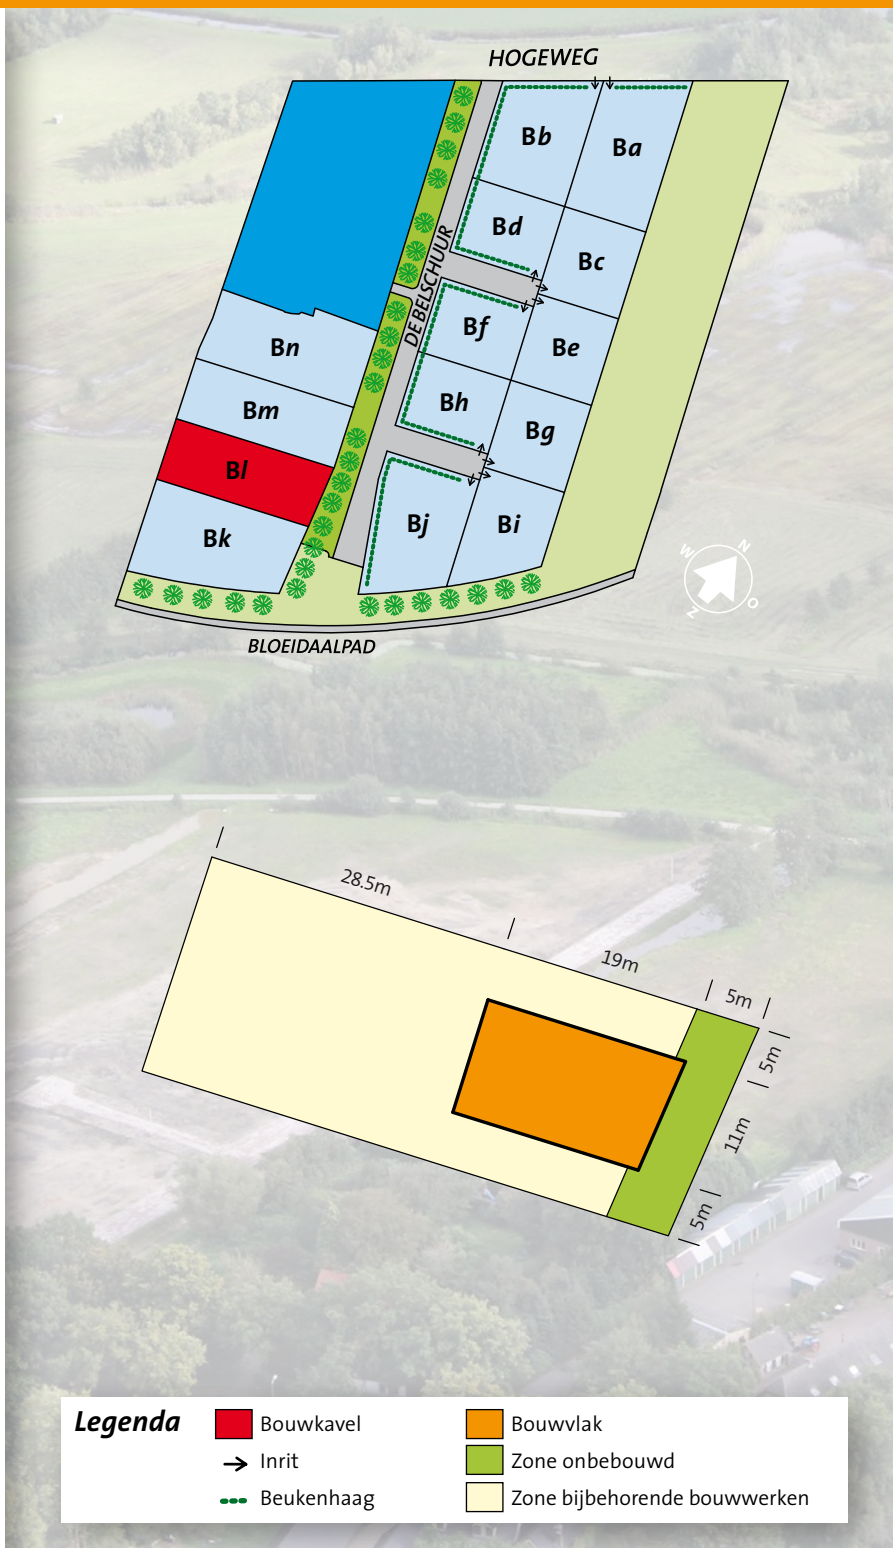 HOGEWEG
Bb
Ba
Bd
Bc
DE BELSCHUUR
Bf
Be
Bn
Bh
Bm
Bg
Bl
Bj
Bi
Bk
N
W
O
Z
BLOEIDAALPAD
28.5m
19m
5m
5m
11m
5m
Legenda
Bouwkavel
Bouwvlak
Inrit
Zone onbebouwd
Beukenhaag
Zone bijbehorende bouwwerken